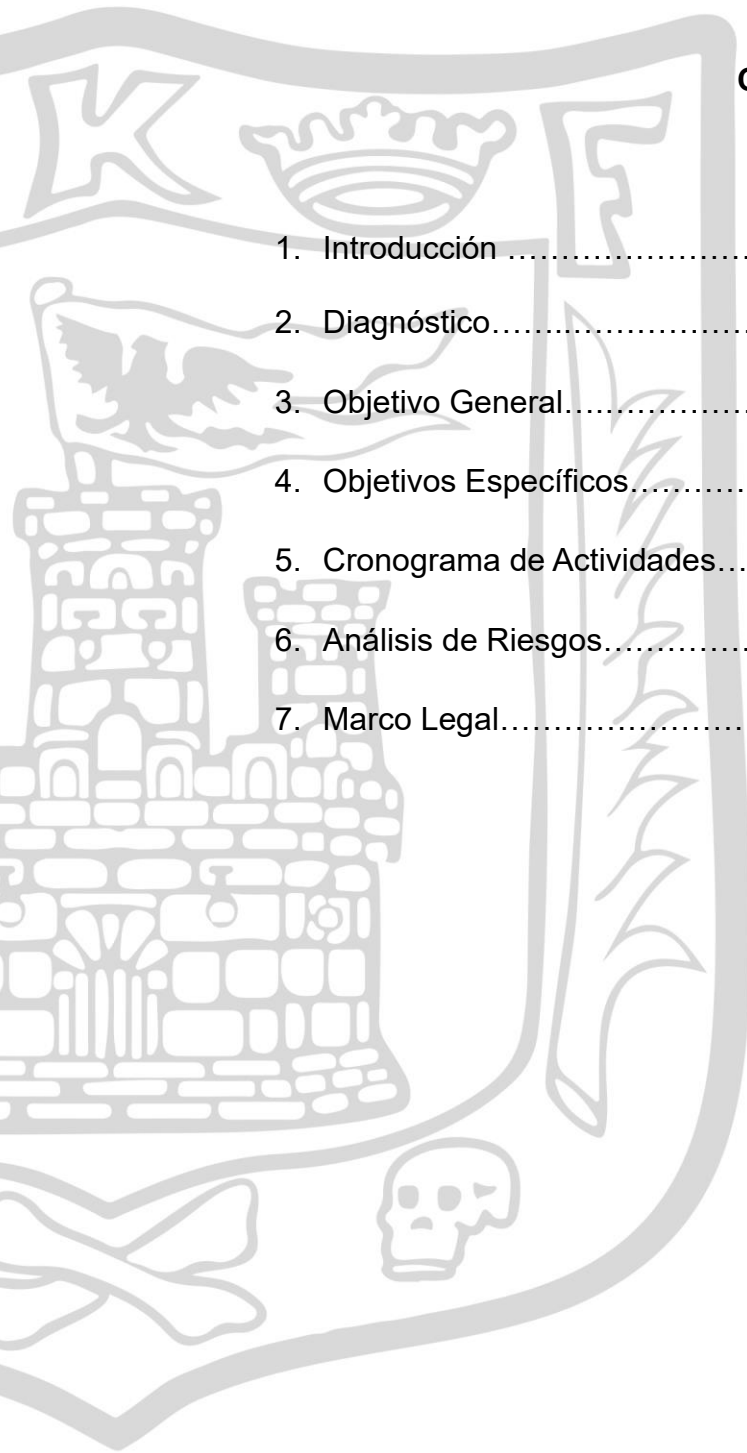 K F
1. Introducción ……………………
2. Diagnóstico……..………………
3. Objetivo General….………………
4. Objetivos Específicos…………
5. Cronograma de Actividades…
6. Análisis de Riesgos……………
7. Marco Legal……………………